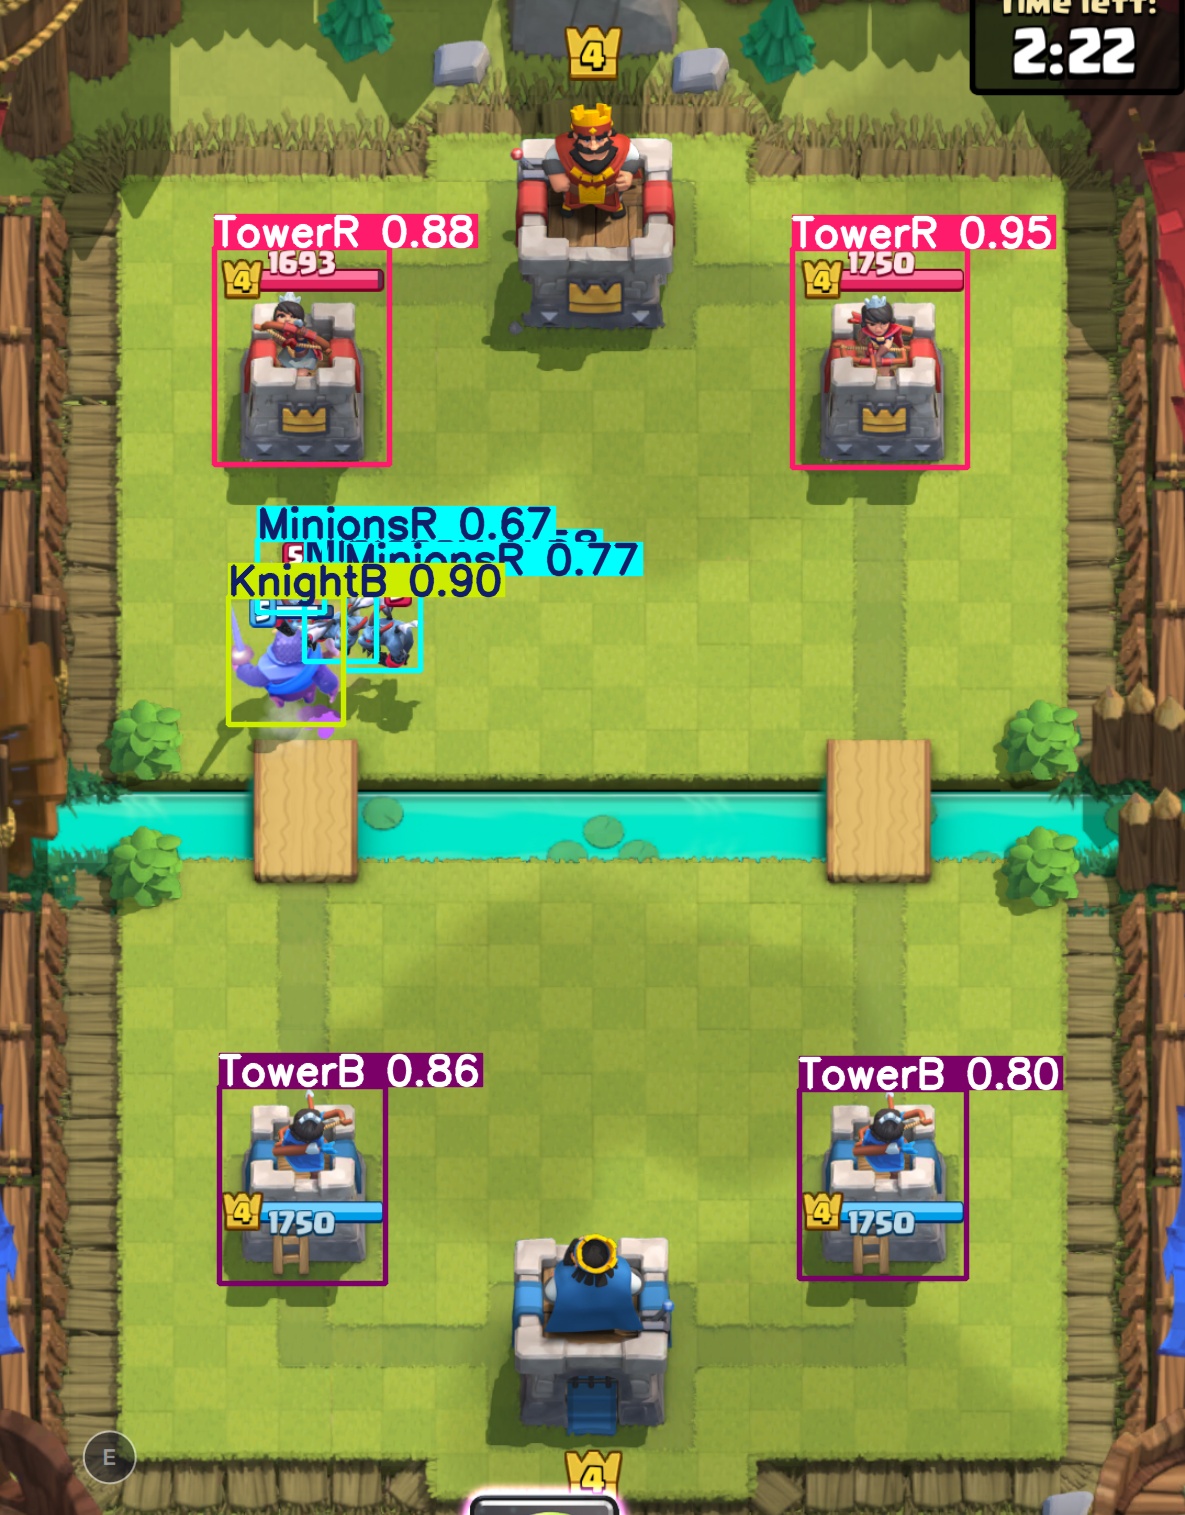 Time left:
2:22
4
TowerR 0.88
TowerR 0.95
4 1693
4 1750
MinionsR 0.67
MinionsR 0.77
KnightB 0.90
5
TowerB 0.86
TowerB 0.80
4 1750
4 1750
E
4